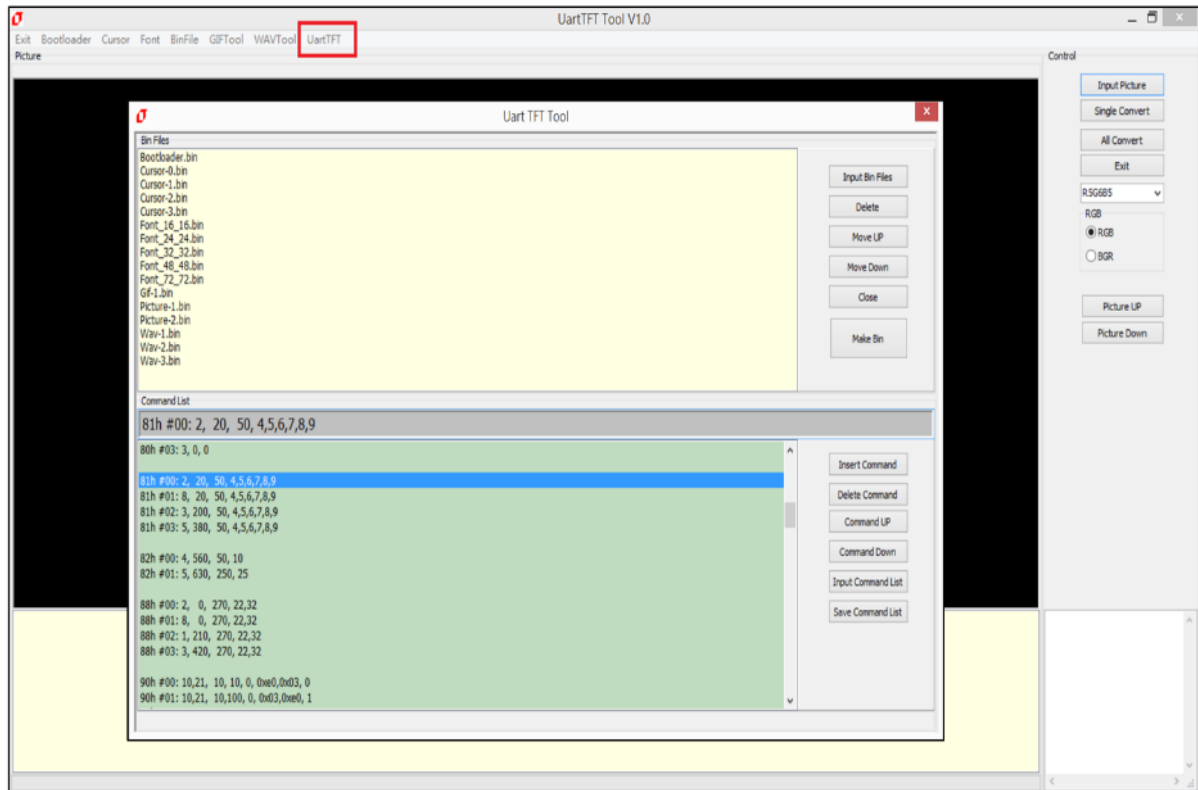 UartTFT Tool V1.0
Exit Bootloader Cursor Font BinFile GIFTool WAVTool UartTFT
Picture
Control
Input Picture
Single Convert
All Convert
Exit
R5G6B5
RGB
RGB
BGR
Picture UP
Picture Down
Uart TFT Tool
Bin Files
Bootloader.bin
Cursor-0.bin
Cursor-1.bin
Cursor-2.bin
Cursor-3.bin
Font_16_16.bin
Font_24_24.bin
Font_32_32.bin
Font_48_48.bin
Font_72_72.bin
Gif-1.bin
Picture-1.bin
Picture-2.bin
Wav-1.bin
Wav-2.bin
Wav-3.bin
Input Bin Files
Delete
Move UP
Move Down
Close
Make Bin
Command List
81h #00: 2, 20, 50, 4,5,6,7,8,9
80h #03: 3, 0, 0
81h #00: 2, 20, 50, 4,5,6,7,8,9
81h #01: 8, 20, 50, 4,5,6,7,8,9
81h #02: 3, 200, 50, 4,5,6,7,8,9
81h #03: 5, 380, 50, 4,5,6,7,8,9
82h #00: 4, 560, 50, 10
82h #01: 5, 630, 250, 25
88h #00: 2, 0, 270, 22,32
88h #01: 8, 0, 270, 22,32
88h #02: 1, 210, 270, 22,32
88h #03: 3, 420, 270, 22,32
90h #00: 10,21, 10, 10, 0, 0xe0,0x03, 0
90h #01: 10,21, 10,100, 0, 0x03,0xe0, 1
Insert Command
Delete Command
Command UP
Command Down
Input Command List
Save Command List